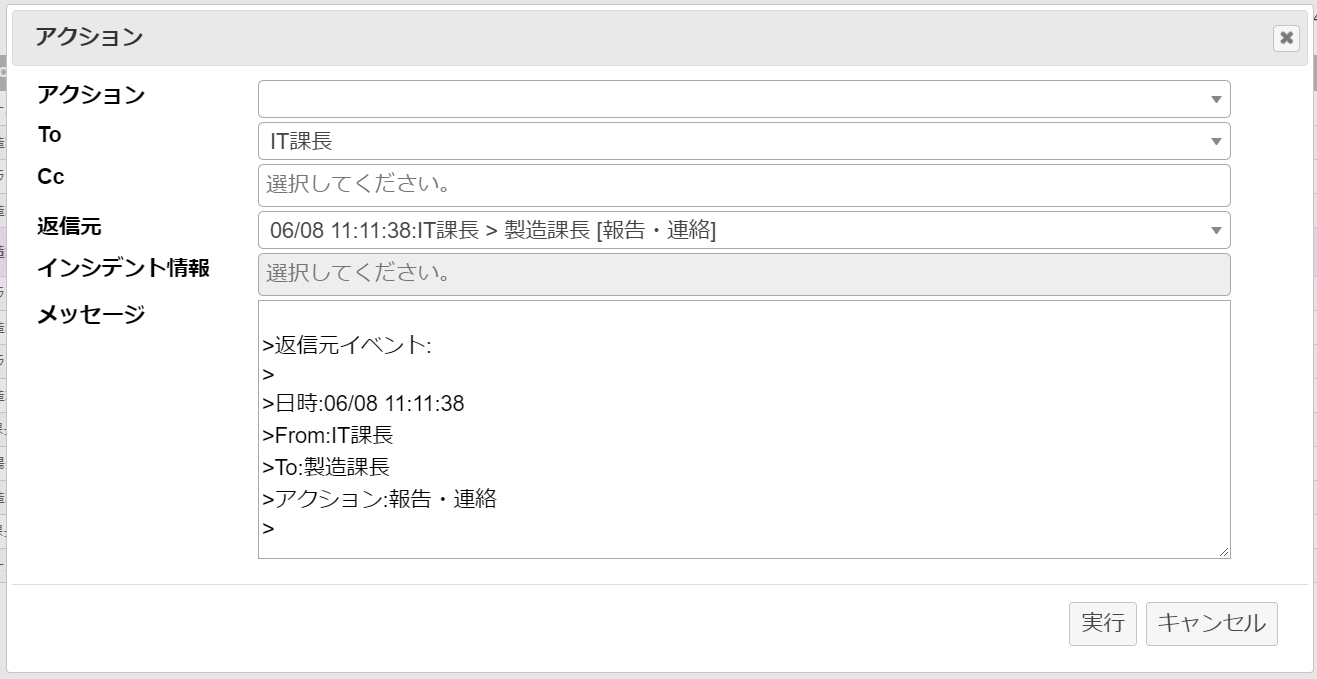 アクション
アクション
To
IT課長
Cc
選択してください。
返信元
06/08 11:11:38:IT課長 > 製造課長 [報告・連絡]
インシデント情報
選択してください。
メッセージ
>返信元イベント:
>
>日時:06/08 11:11:38
>From:IT課長
>To:製造課長
>アクション:報告・連絡
>
実行
キャンセル